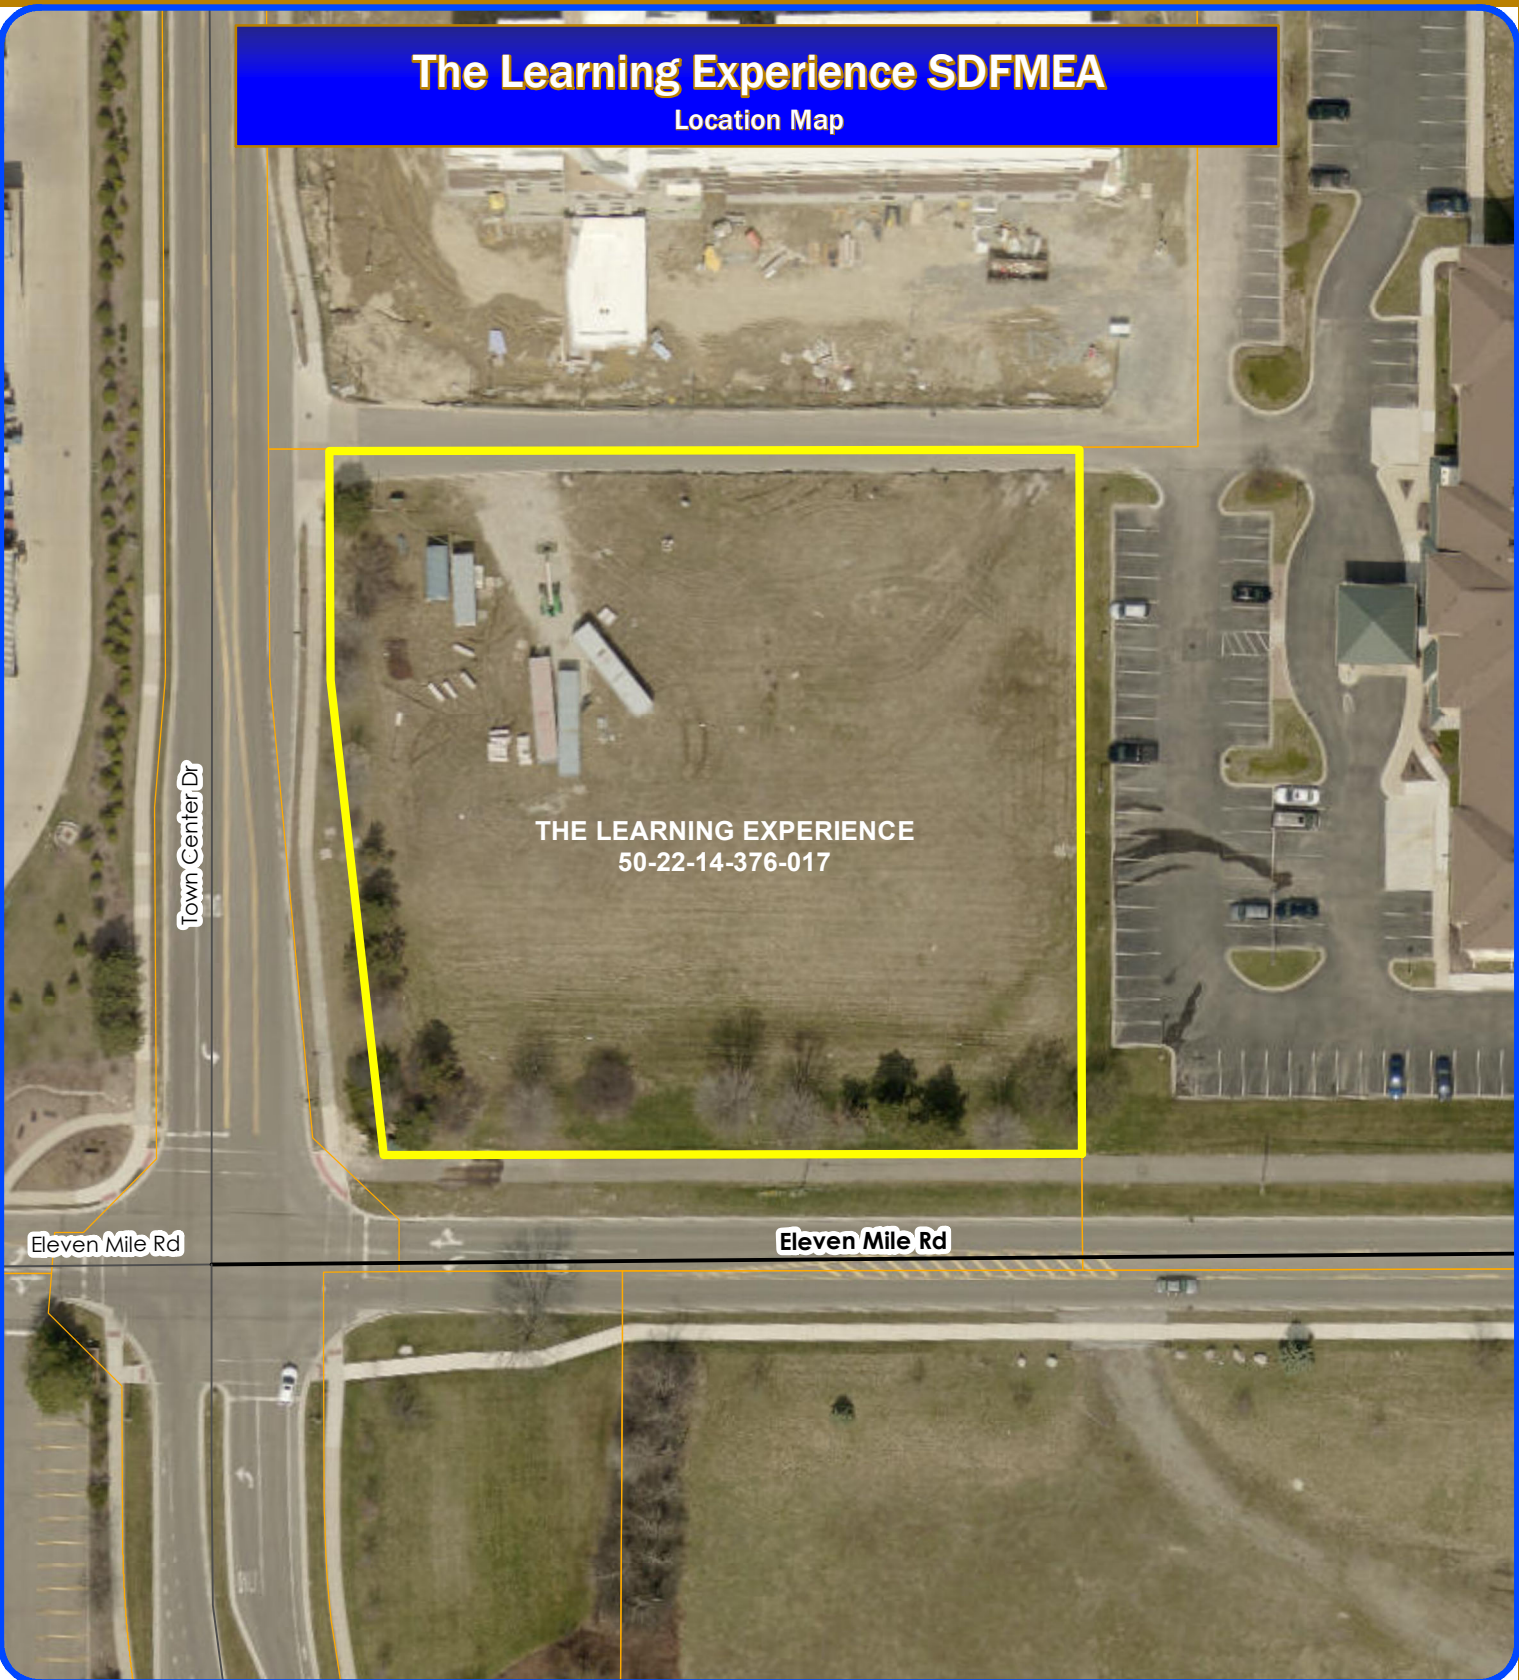 The Learning Experience SDFMEA
Location Map
Town Center Dr
THE LEARNING EXPERIENCE
50-22-14-376-017
Eleven Mile Rd
Eleven Mile Rd